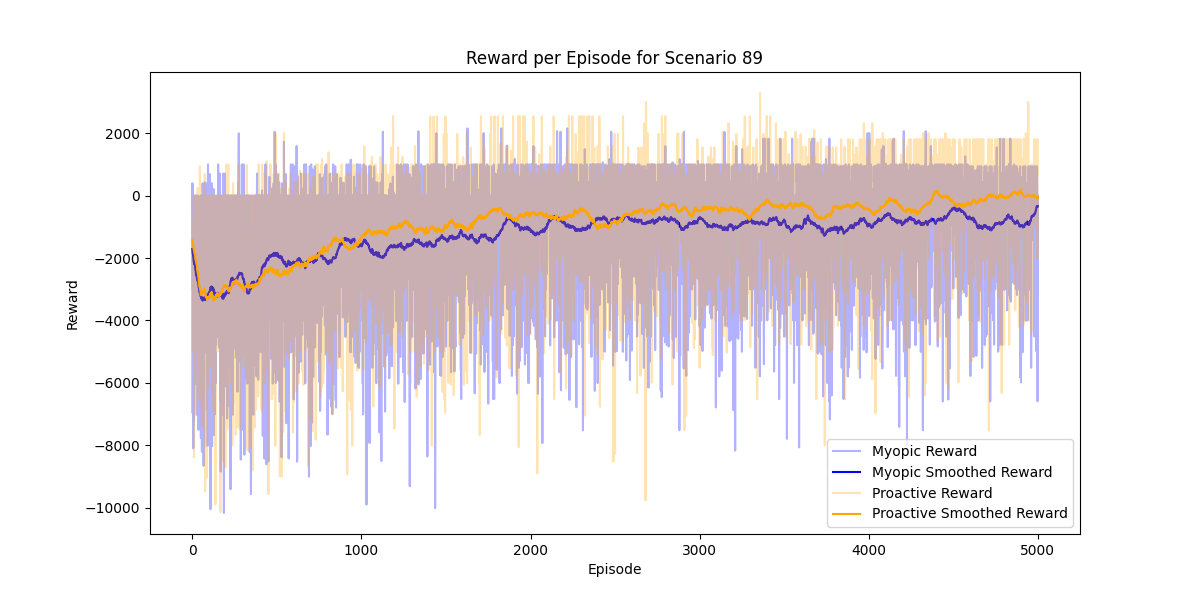 Reward per Episode for Scenario 89
Reward
2000
0
−2000
−4000
−6000
−8000
−10000
0 1000 2000 3000 4000 5000
Episode
Myopic Reward
Myopic Smoothed Reward
Proactive Reward
Proactive Smoothed Reward